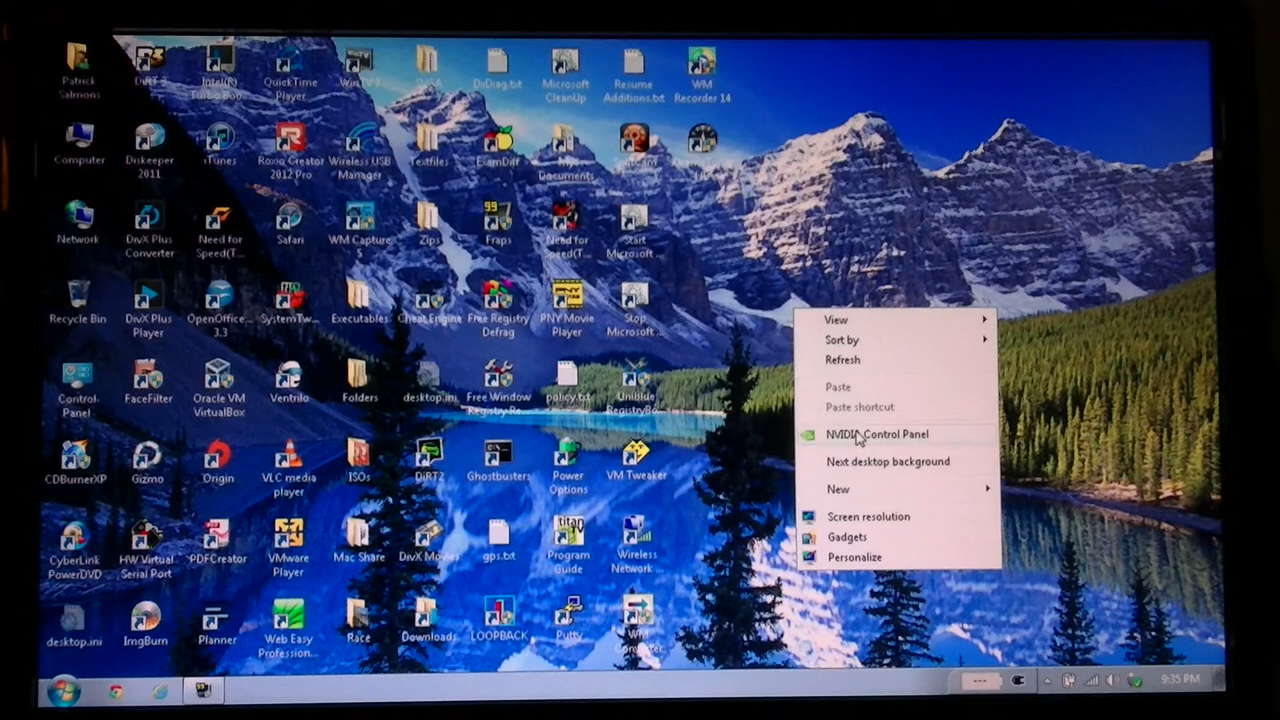 Patrick
Salmons
DiRT 3
Intel(R)
Turbo Boo...
QuickTime
Player
DxDiag.txt
Microsoft
CleanUp
Resume
Additions.txt
WM
Recorder 14
Computer
Diskeeper
2011
iTunes
Roxio Creator
2012 Pro
Wireless USB
Manager
Textfiles
ExamDiff
My
Documents
Network
DivX Plus
Converter
Need for
Speed(T...
Safari
WM Capture
5
Zips
Fraps
Need for
Speed(T...
Start
Microsoft...
Recycle Bin
DivX Plus
Player
OpenOffice...
3.3
SystemTw...
Executables
Cheat Engine
Free Registry
Defrag
PNY Movie
Player
Stop
Microsoft...
Control
Panel
FaceFilter
Oracle VM
VirtualBox
Ventrilo
Folders
desktop.ini
Free Window
Registry Re...
policy.txt
Uniblue
RegistryBo...
CDBurnerXP
Gizmo
Origin
VLC media
player
ISOs
DiRT2
Ghostbusters
Power
Options
VM Tweaker
CyberLink
PowerDVD
HW Virtual
Serial Port
PDFCreator
VMware
Player
Mac Share
DivX Movies
gps.txt
titan
Program
Guide
Wireless
Network...
desktop.ini
ImgBurn
Planner
Web Easy
Profession...
Race
Downloads
LOOPBACK
Putty
WM
Converter
View
Sort by
Refresh
Paste
Paste shortcut
NVIDIA Control Panel
Next desktop background
New
Screen resolution
Gadgets
Personalize
9:35 PM